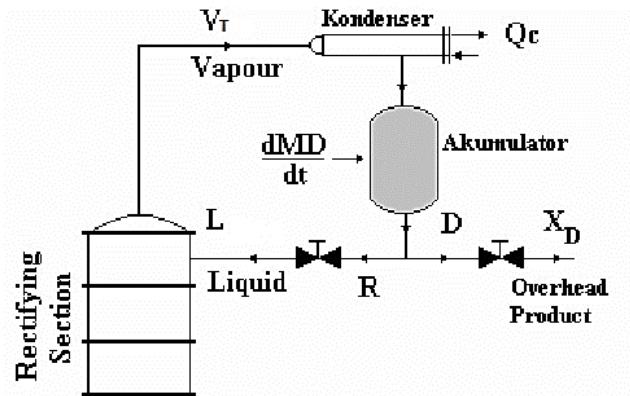 V_T
Kondenser
Qc
Vapour
dMD
dt
Akumulator
L
D
X_D
Liquid
R
Overhead
Product
Rectifying
Section